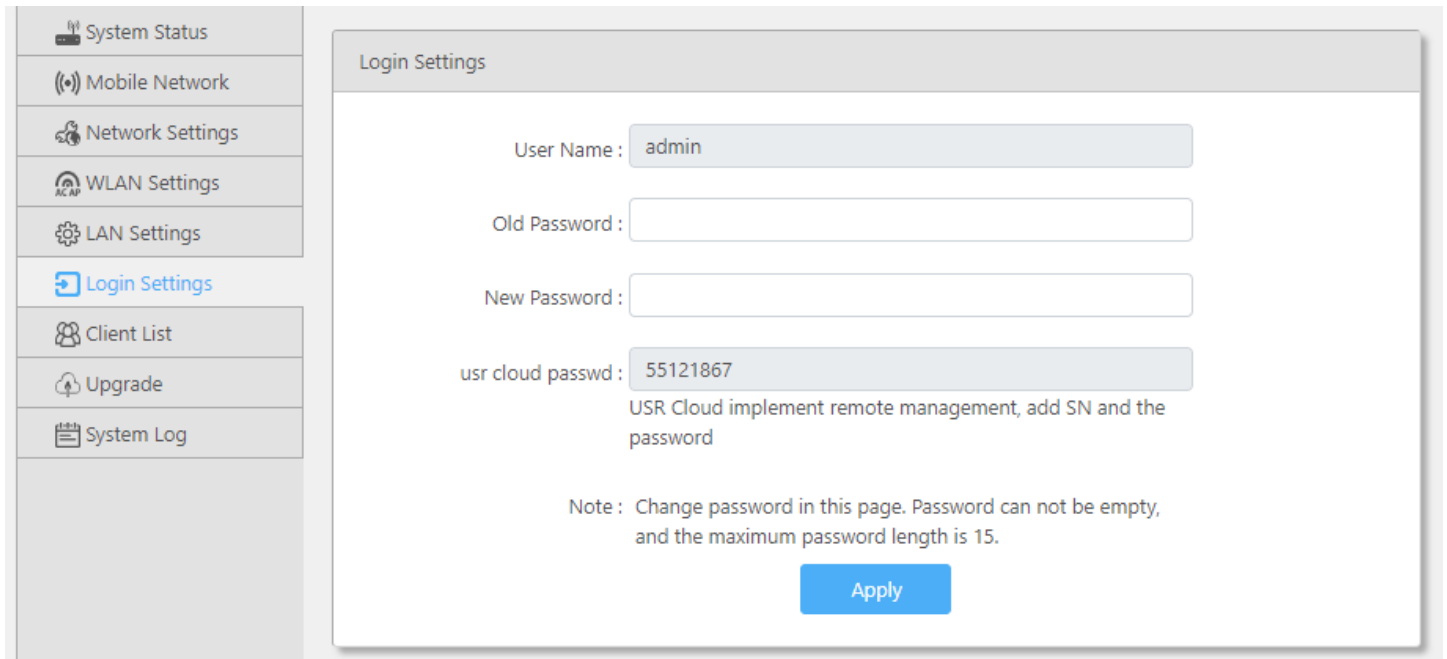 System Status
Mobile Network
Network Settings
AC AP
WLAN Settings
LAN Settings
Login Settings
Client List
Upgrade
System Log
Login Settings
User Name : admin
Old Password :
New Password :
usr cloud passwd : 55121867
USR Cloud implement remote management, add SN and the
password
Note : Change password in this page. Password can not be empty,
and the maximum password length is 15.
Apply